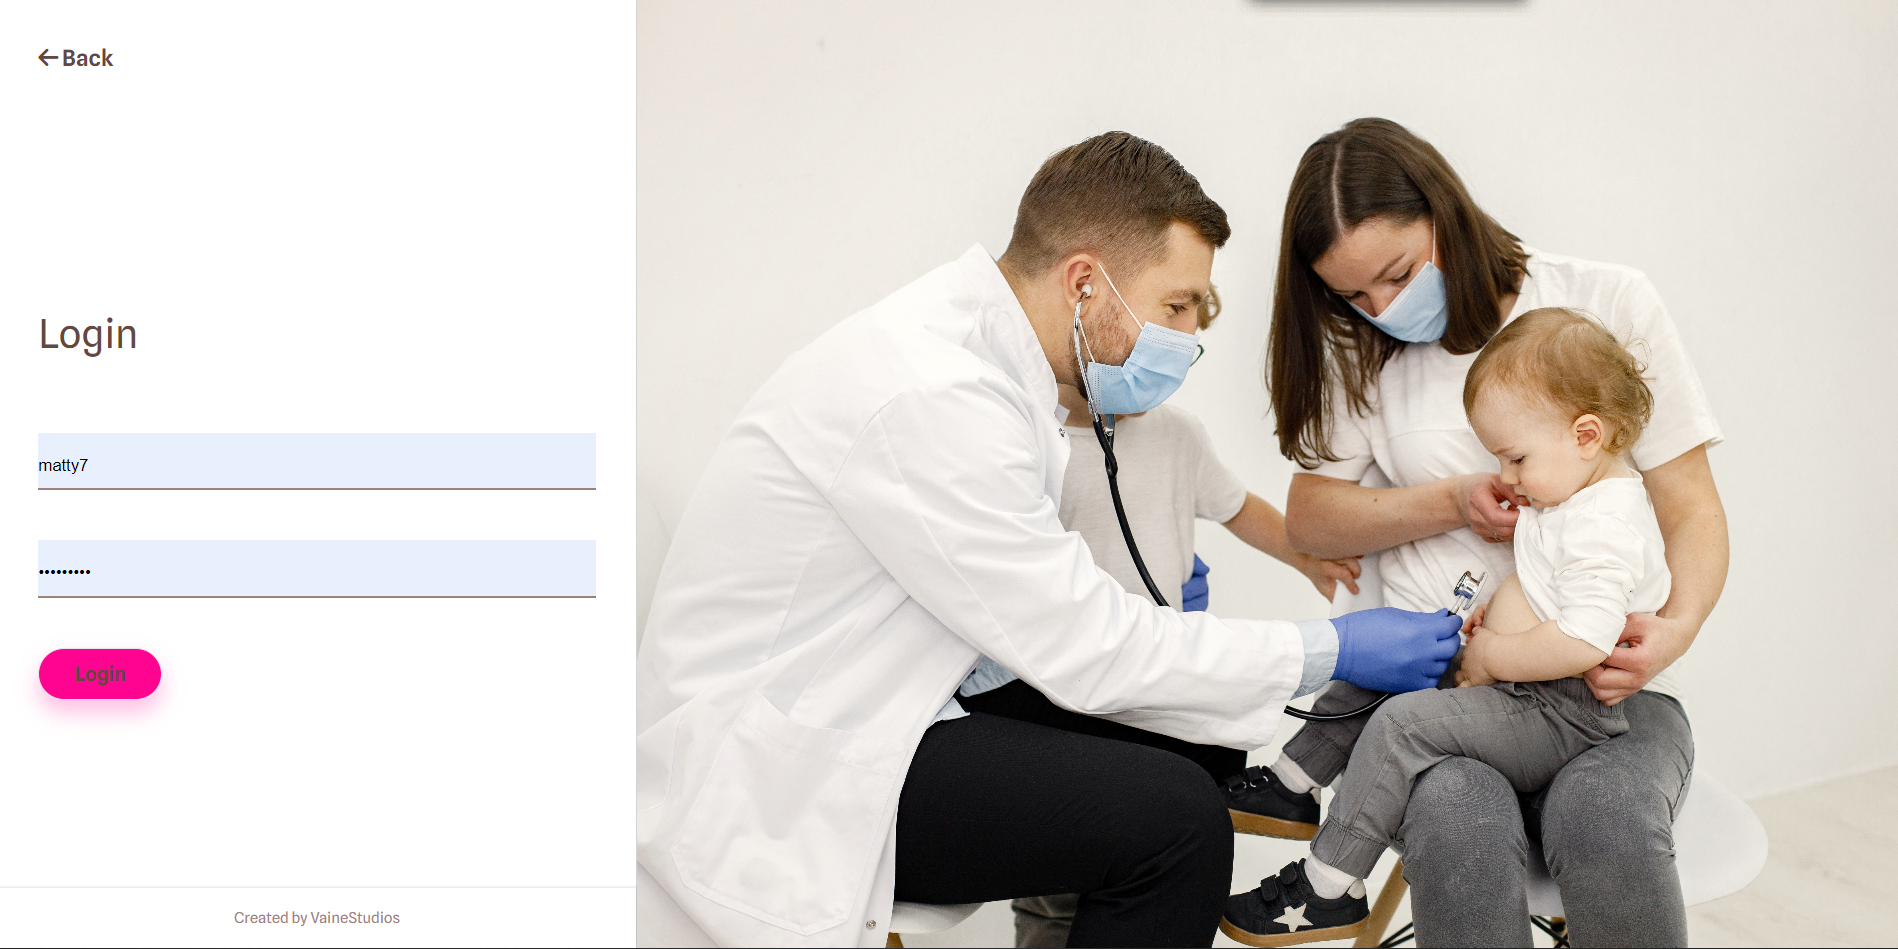 Back
Login
matty7
•••••••••
Login
Created by VaineStudios